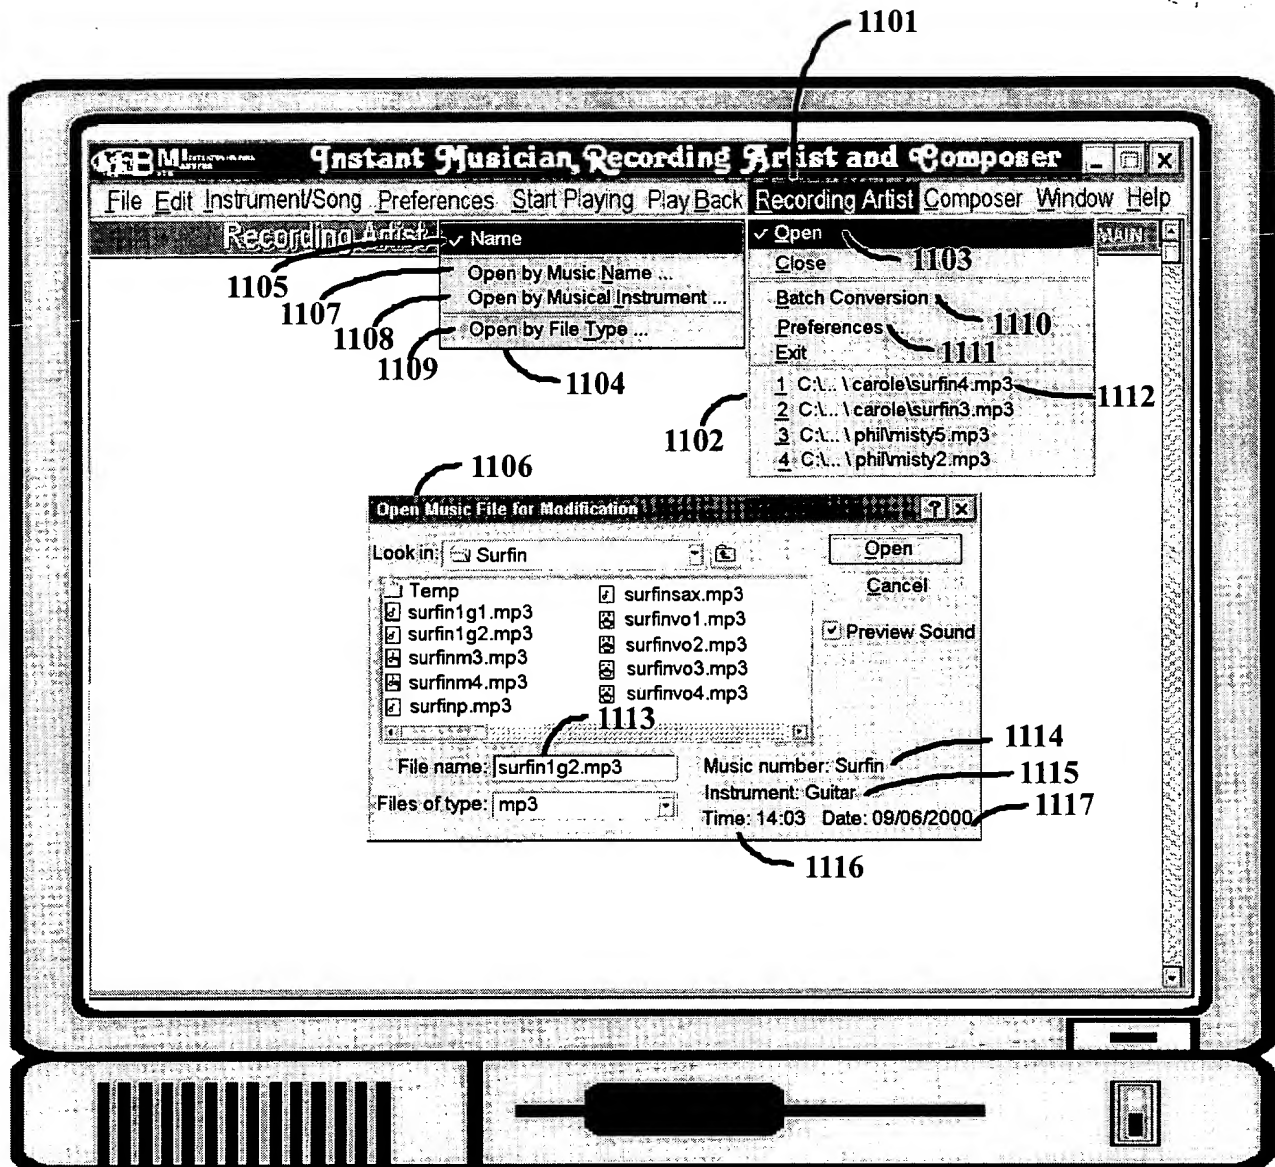 1101
Instant Musician, Recording Artist and Composer
File Edit Instrument/Song Preferences Start Playing Play Back Recording Artist Composer Window Help
Recording Artist
MAIN
✓ Name
Open by Music Name ...
Open by Musical Instrument ...
Open by File Type ...
1105
1107
1108
1109
1104
✓ Open
Close
Batch Conversion
Preferences
Exit
1 C:\... \ carole\surfin4.mp3
2 C:\... \ carole\surfin3.mp3
3 C:\... \ phil\misty5.mp3
4 C:\... \ phil\misty2.mp3
1103
1110
1111
1112
1102
1106
Open Music File for Modification
Look in: Surfin
Open
Cancel
Preview Sound
Temp
surfin1g1.mp3
surfin1g2.mp3
surfinm3.mp3
surfinm4.mp3
surfinp.mp3
surfinsax.mp3
surfinvo1.mp3
surfinvo2.mp3
surfinvo3.mp3
surfinvo4.mp3
1113
File name: surfin1g2.mp3
Files of type: mp3
Music number: Surfin
Instrument: Guitar
Time: 14:03 Date: 09/06/2000
1114
1115
1117
1116